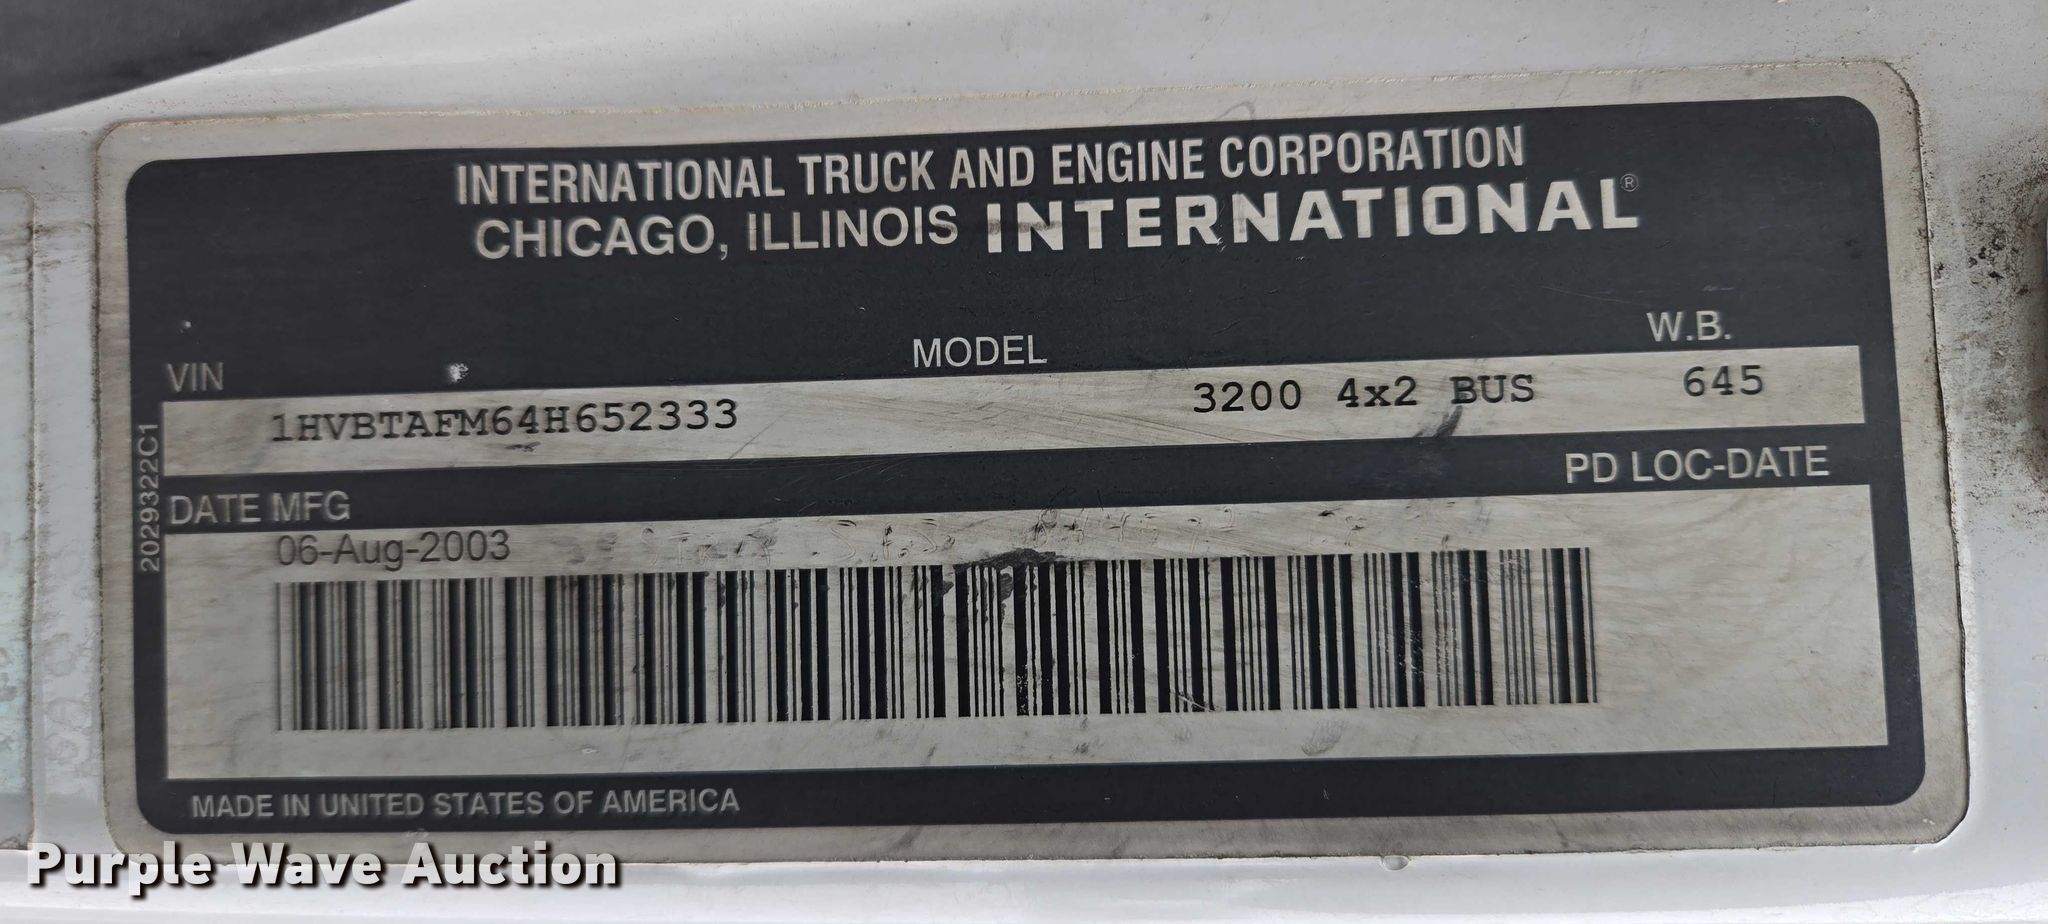 INTERNATIONAL TRUCK AND ENGINE CORPORATION
CHICAGO, ILLINOIS INTERNATIONAL®
VIN MODEL W.B.
1HVBTAFM64H652333 3200 4x2 BUS 645
DATE MFG PD LOC-DATE
06-Aug-2003
2029322C1
MADE IN UNITED STATES OF AMERICA
Purple Wave Auction